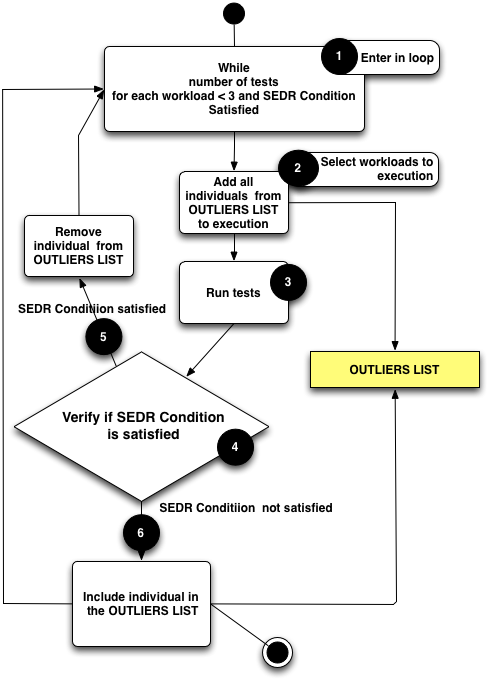 1
Enter in loop
While
number of tests
for each workload < 3 and SEDR Condition
Satisfied
2
Select workloads to
execution
Add all
individuals from
OUTLIERS LIST
to execution
Remove
individual from
OUTLIERS LIST
Run tests
3
SEDR Conditiion satisfied
5
OUTLIERS LIST
Verify if SEDR Condition
is satisfied
4
SEDR Conditiion not satisfied
6
Include individual in
the OUTLIERS LIST